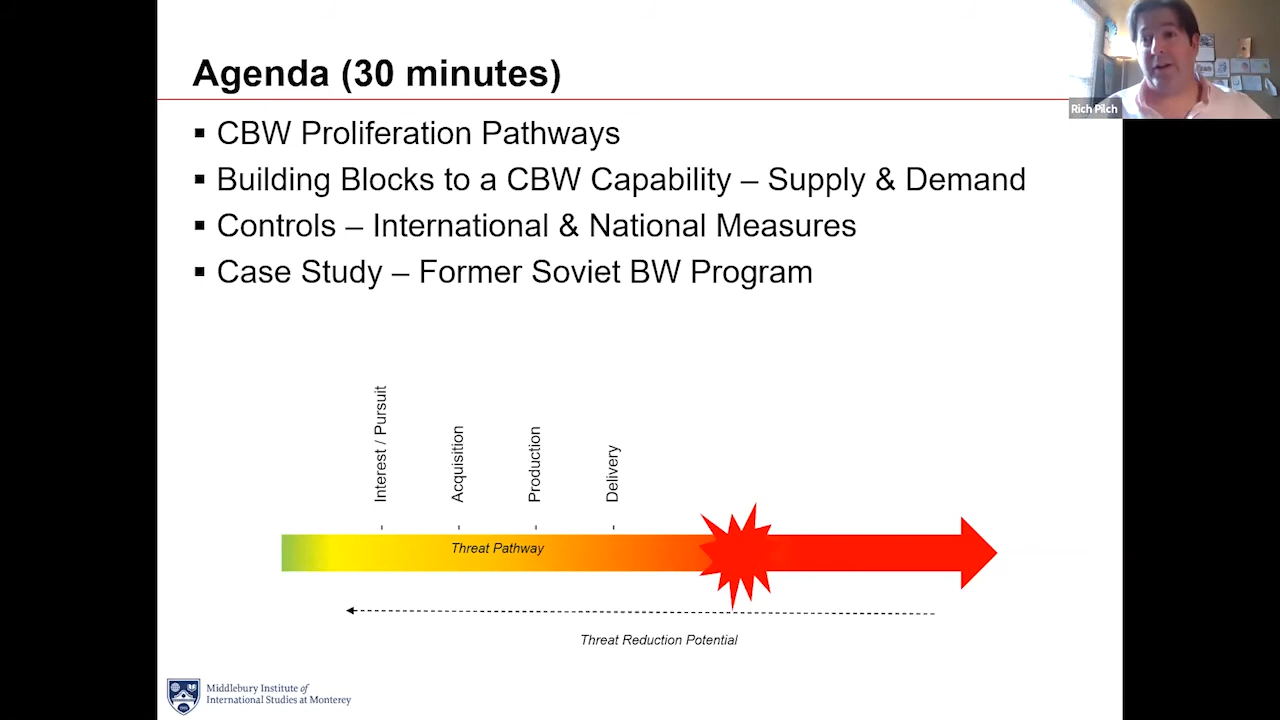 Agenda (30 minutes)
Rich Pilch
▪ CBW Proliferation Pathways
▪ Building Blocks to a CBW Capability – Supply & Demand
▪ Controls – International & National Measures
▪ Case Study – Former Soviet BW Program
Interest / Pursuit
Acquisition
Production
Delivery
Threat Pathway
Threat Reduction Potential
Middlebury Institute of
International Studies at Monterey